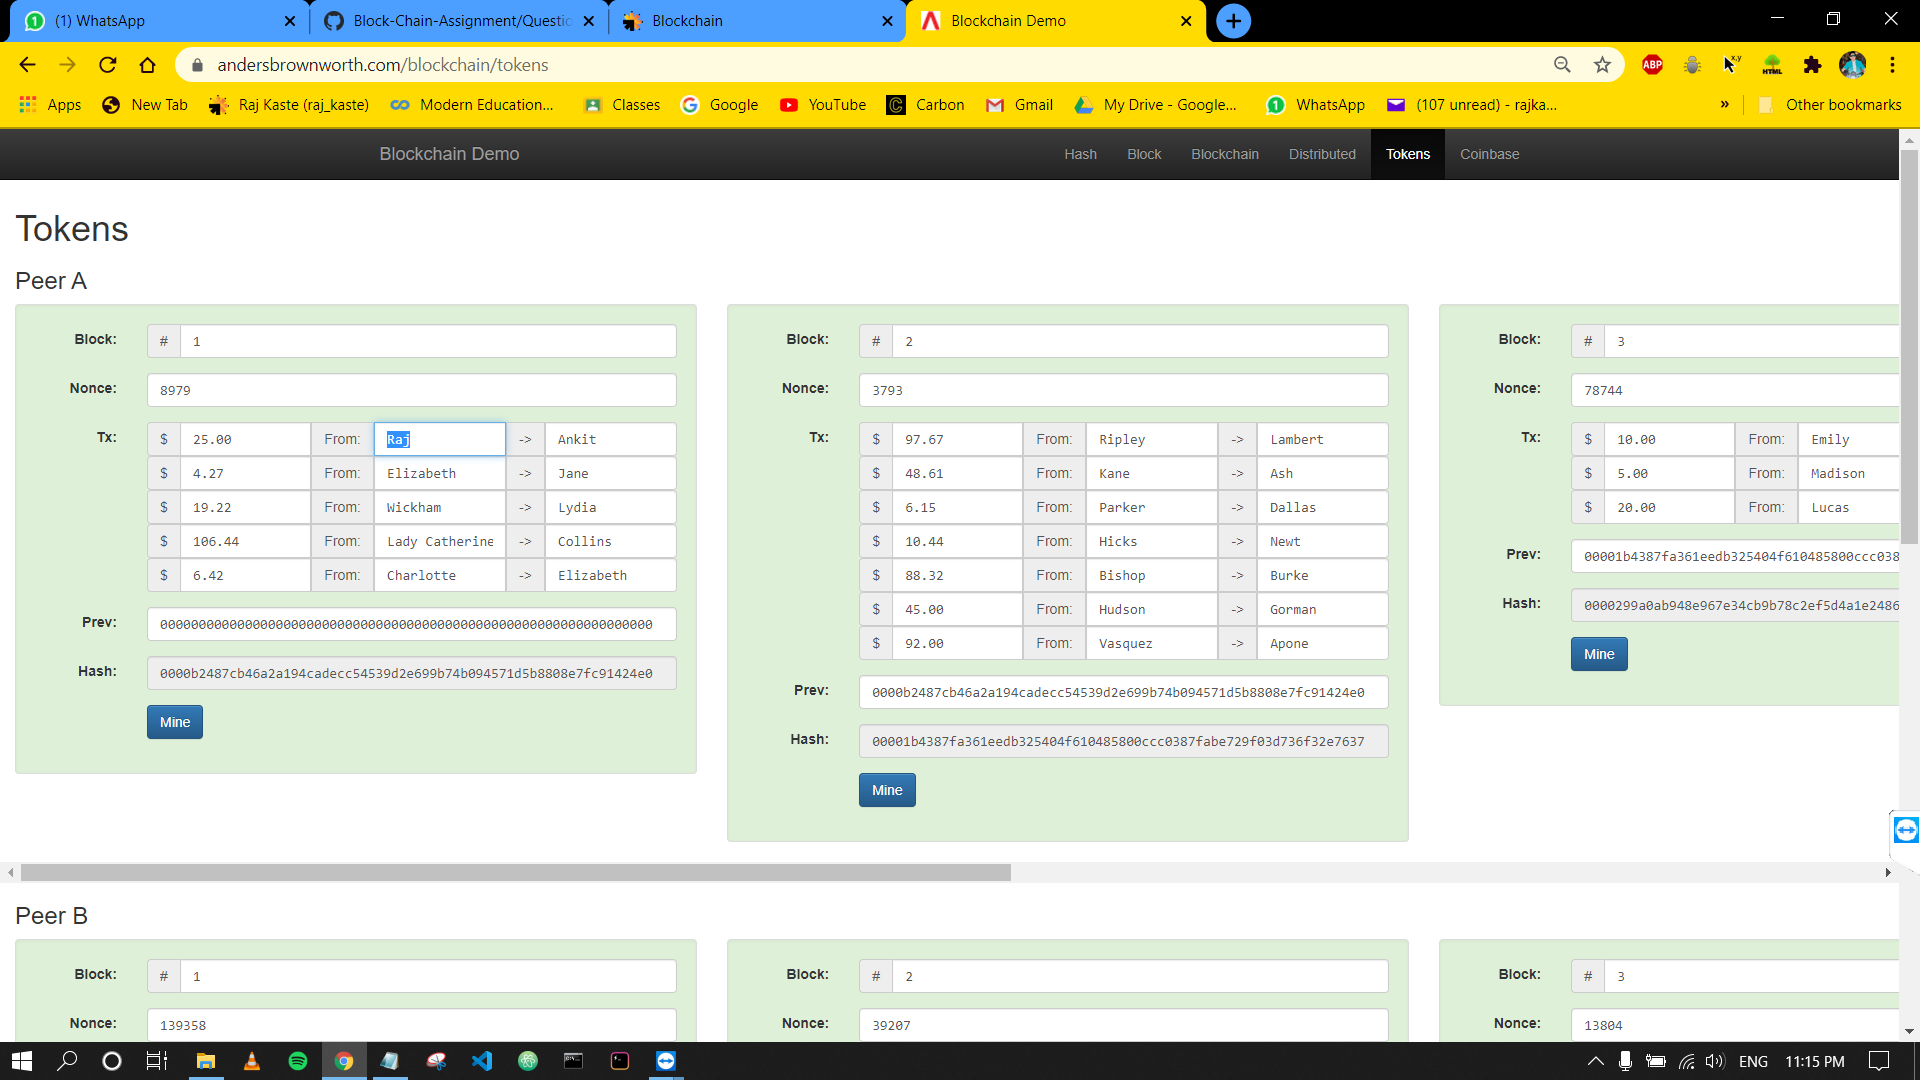 (1) WhatsApp
Block-Chain-Assignment/Questio
Blockchain
Blockchain Demo
andersbrownworth.com/blockchain/tokens
ABP
x,y
HTML
Apps
New Tab
Raj Kaste (raj_kaste)
Modern Education...
Classes
Google
YouTube
Carbon
Gmail
My Drive - Google...
WhatsApp
(107 unread) - rajka...
»
Other bookmarks
Blockchain Demo
Hash
Block
Blockchain
Distributed
Tokens
Coinbase
Tokens
Peer A
Block: # 1
Nonce: 8979
Tx: $ 25.00 From: Raj -> Ankit
$ 4.27 From: Elizabeth -> Jane
$ 19.22 From: Wickham -> Lydia
$ 106.44 From: Lady Catherine -> Collins
$ 6.42 From: Charlotte -> Elizabeth
Prev: 0000000000000000000000000000000000000000000000000000000000000000
Hash: 0000b2487cb46a2a194cadecc54539d2e699b74b094571d5b8808e7fc91424e0
Mine
Block: # 2
Nonce: 3793
Tx: $ 97.67 From: Ripley -> Lambert
$ 48.61 From: Kane -> Ash
$ 6.15 From: Parker -> Dallas
$ 10.44 From: Hicks -> Newt
$ 88.32 From: Bishop -> Burke
$ 45.00 From: Hudson -> Gorman
$ 92.00 From: Vasquez -> Apone
Prev: 0000b2487cb46a2a194cadecc54539d2e699b74b094571d5b8808e7fc91424e0
Hash: 00001b4387fa361eedb325404f610485800ccc0387fabe729f03d736f32e7637
Mine
Block: # 3
Nonce: 78744
Tx: $ 10.00 From: Emily
$ 5.00 From: Madison
$ 20.00 From: Lucas
Prev: 00001b4387fa361eedb325404f610485800ccc038
Hash: 0000299a0ab948e967e34cb9b78c2ef5d4a1e2486
Mine
Peer B
Block: # 1
Nonce: 139358
Block: # 2
Nonce: 39207
Block: # 3
Nonce: 13804
ENG
11:15 PM